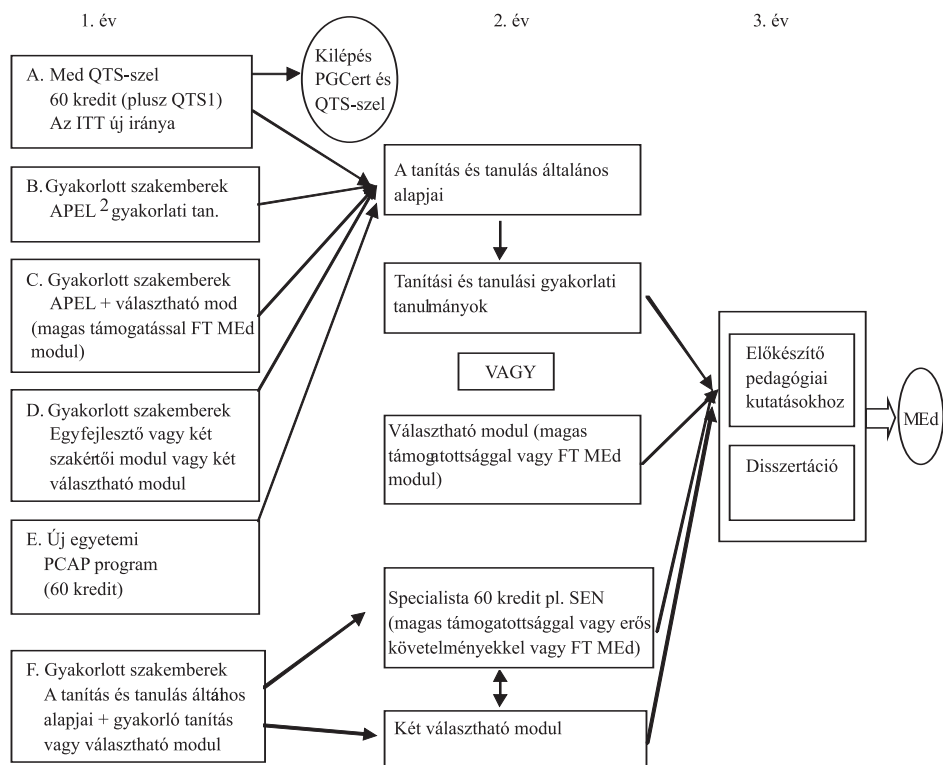 1. év
2. év
3. év
A. Med QTS-szel
60 kredit (plusz QTS1)
Az ITT új iránya
Kilépés
PGCert és
QTS-szel
B. Gyakorlott szakemberek
APEL 2 gyakorlati tan.
C. Gyakorlott szakemberek
APEL + választható mod
(magas támogatással FT MEd
modul)
D. Gyakorlott szakemberek
Egyfejlesztő vagy két
szakértői modul vagy két
választható modul
E. Új egyetemi
PCAP program
(60 kredit)
F. Gyakorlott szakemberek
A tanítás és tanulás általános
alapjai + gyakorló tanítás
vagy választható modul
A tanítás és tanulás általános
alapjai
Tanítási és tanulási gyakorlati
tanulmányok
VAGY
Választható modul (magas
támogatottsággal vagy FT MEd
modul)
Specialista 60 kredit pl. SEN
(magas támogatottsággal vagy erős
követelményekkel vagy FT MEd)
Két választható modul
Előkészítő
pedagógiai
kutatásokhoz
Disszertáció
MEd